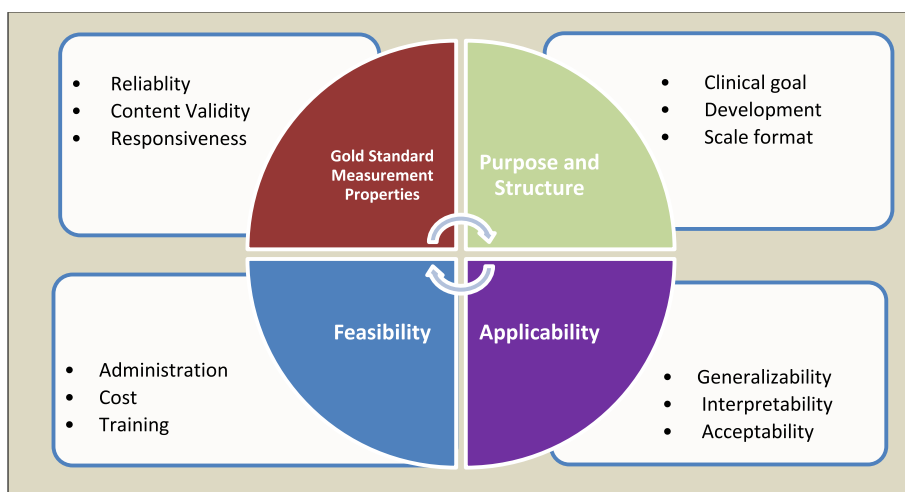 • Reliablity
• Content Validity
• Responsiveness
Gold Standard
Measurement
Properties
Purpose and
Structure
• Clinical goal
• Development
• Scale format
• Administration
• Cost
• Training
Feasibility
Applicability
• Generalizability
• Interpretability
• Acceptability